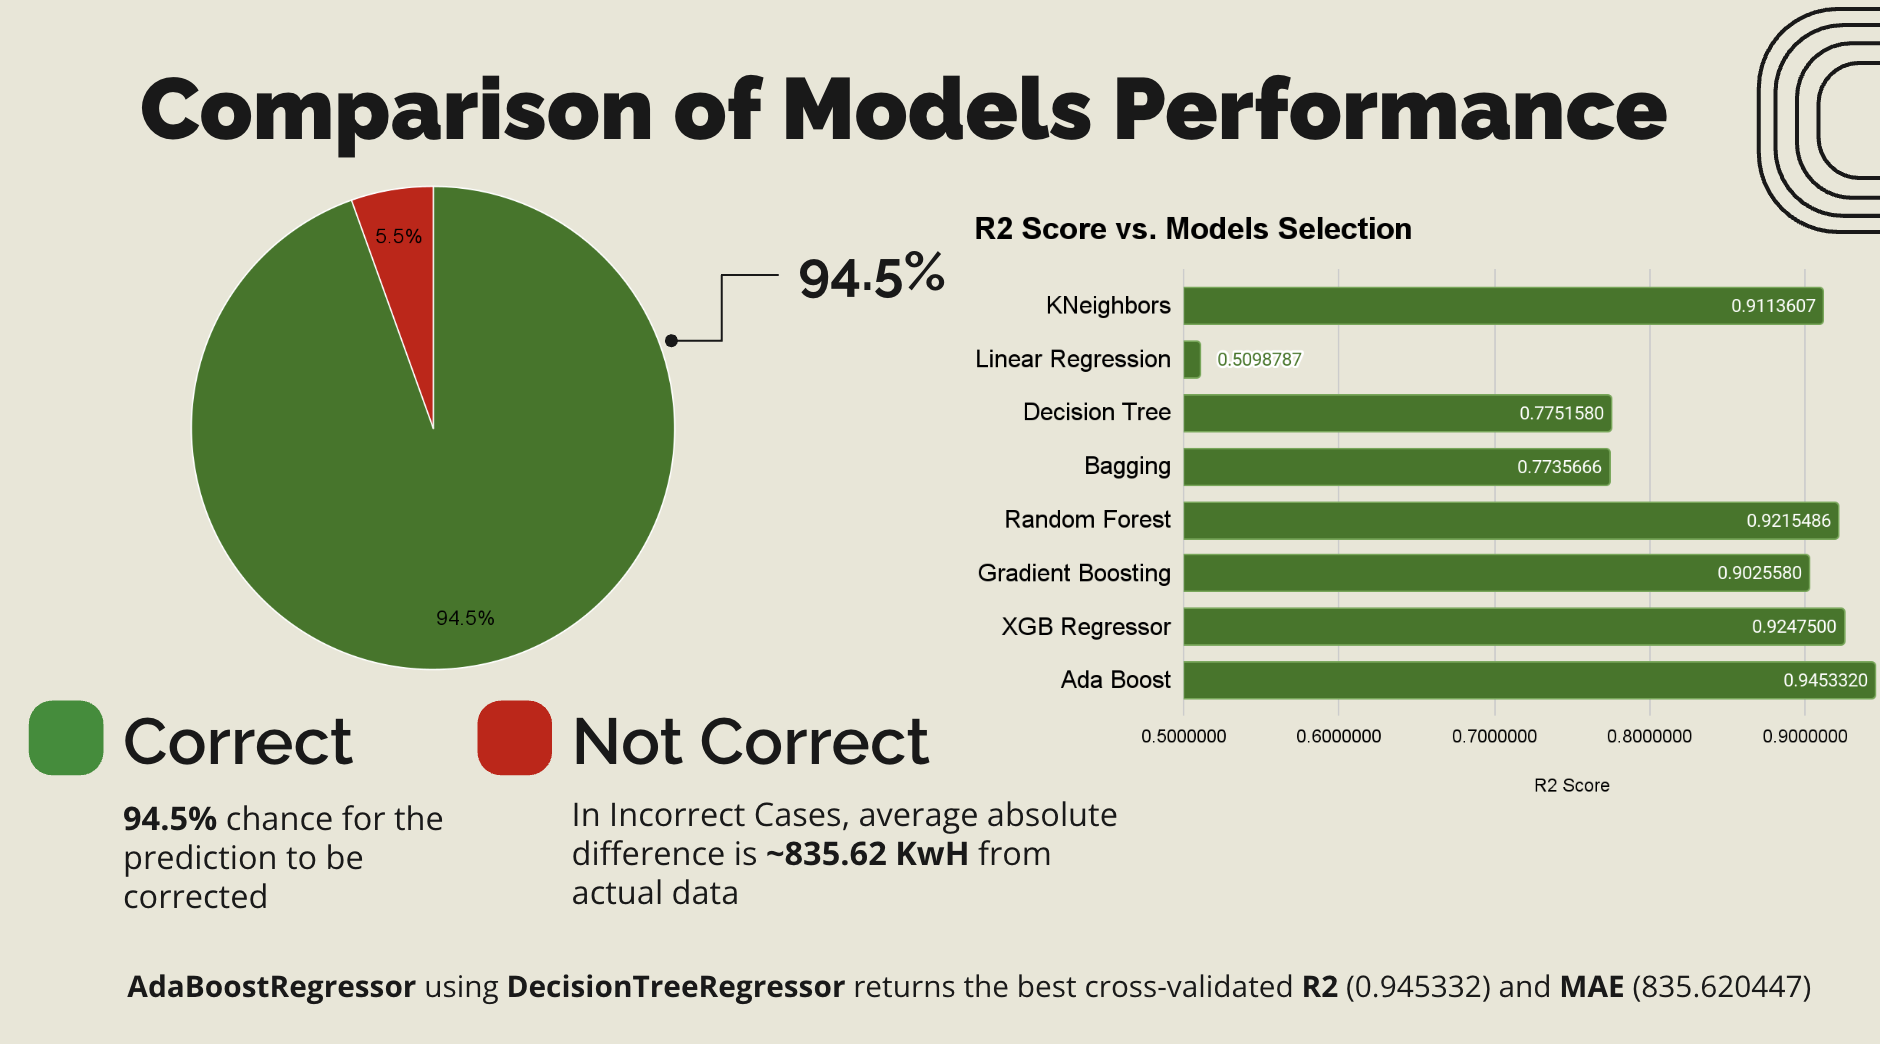 Comparison of Models Performance
5.5%
94.5%
94.5%
Correct
94.5% chance for the
prediction to be
corrected
Not Correct
In Incorrect Cases, average absolute
difference is ~835.62 KwH from
actual data
R2 Score vs. Models Selection
KNeighbors 0.9113607
Linear Regression 0.5098787
Decision Tree 0.7751580
Bagging 0.7735666
Random Forest 0.9215486
Gradient Boosting 0.9025580
XGB Regressor 0.9247500
Ada Boost 0.9453320
0.5000000 0.6000000 0.7000000 0.8000000 0.9000000
R2 Score
AdaBoostRegressor using DecisionTreeRegressor returns the best cross-validated R2 (0.945332) and MAE (835.620447)